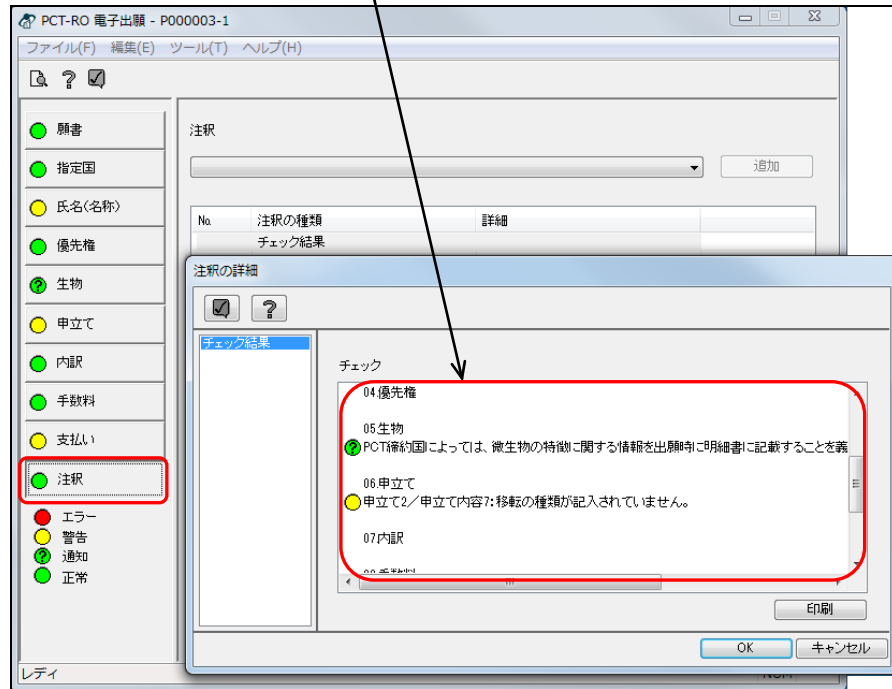 PCT-RO 電子出願 - P000003-1
ファイル(F) 編集(E) ツール(T) ヘルプ(H)
願書
指定国
氏名(名称)
優先権
生物
申立て
内訳
手数料
支払い
注釈
エラー
警告
通知
正常
注釈
追加
No. 注釈の種類 詳細
チェック結果
注釈の詳細
チェック結果
チェック
04.優先権
05.生物
PCT締約国によっては、微生物の特徴に関する情報を出願時に明細書に記載することを義
06.申立て
申立て2/申立て内容7:移転の種類が記入されていません。
07.内訳
印刷
OK キャンセル
レディ